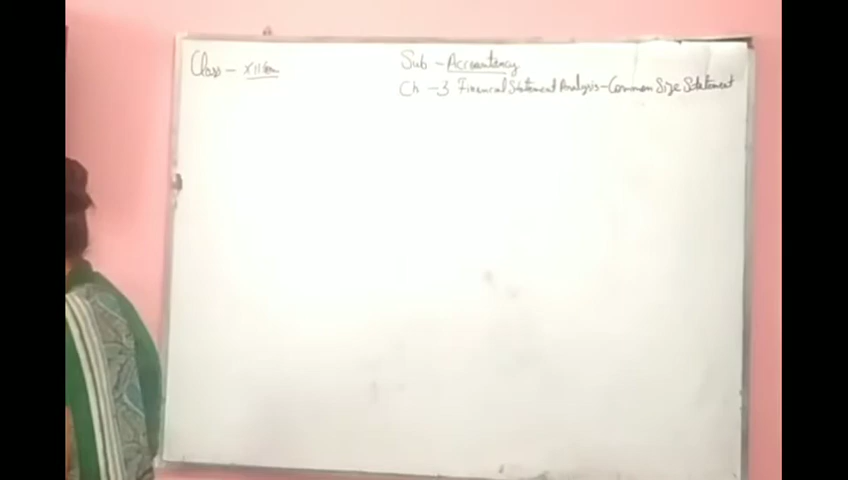 Class - XII Com
Sub - Accountancy
Ch - 3 Financial Statement Analysis - Common Size Statement